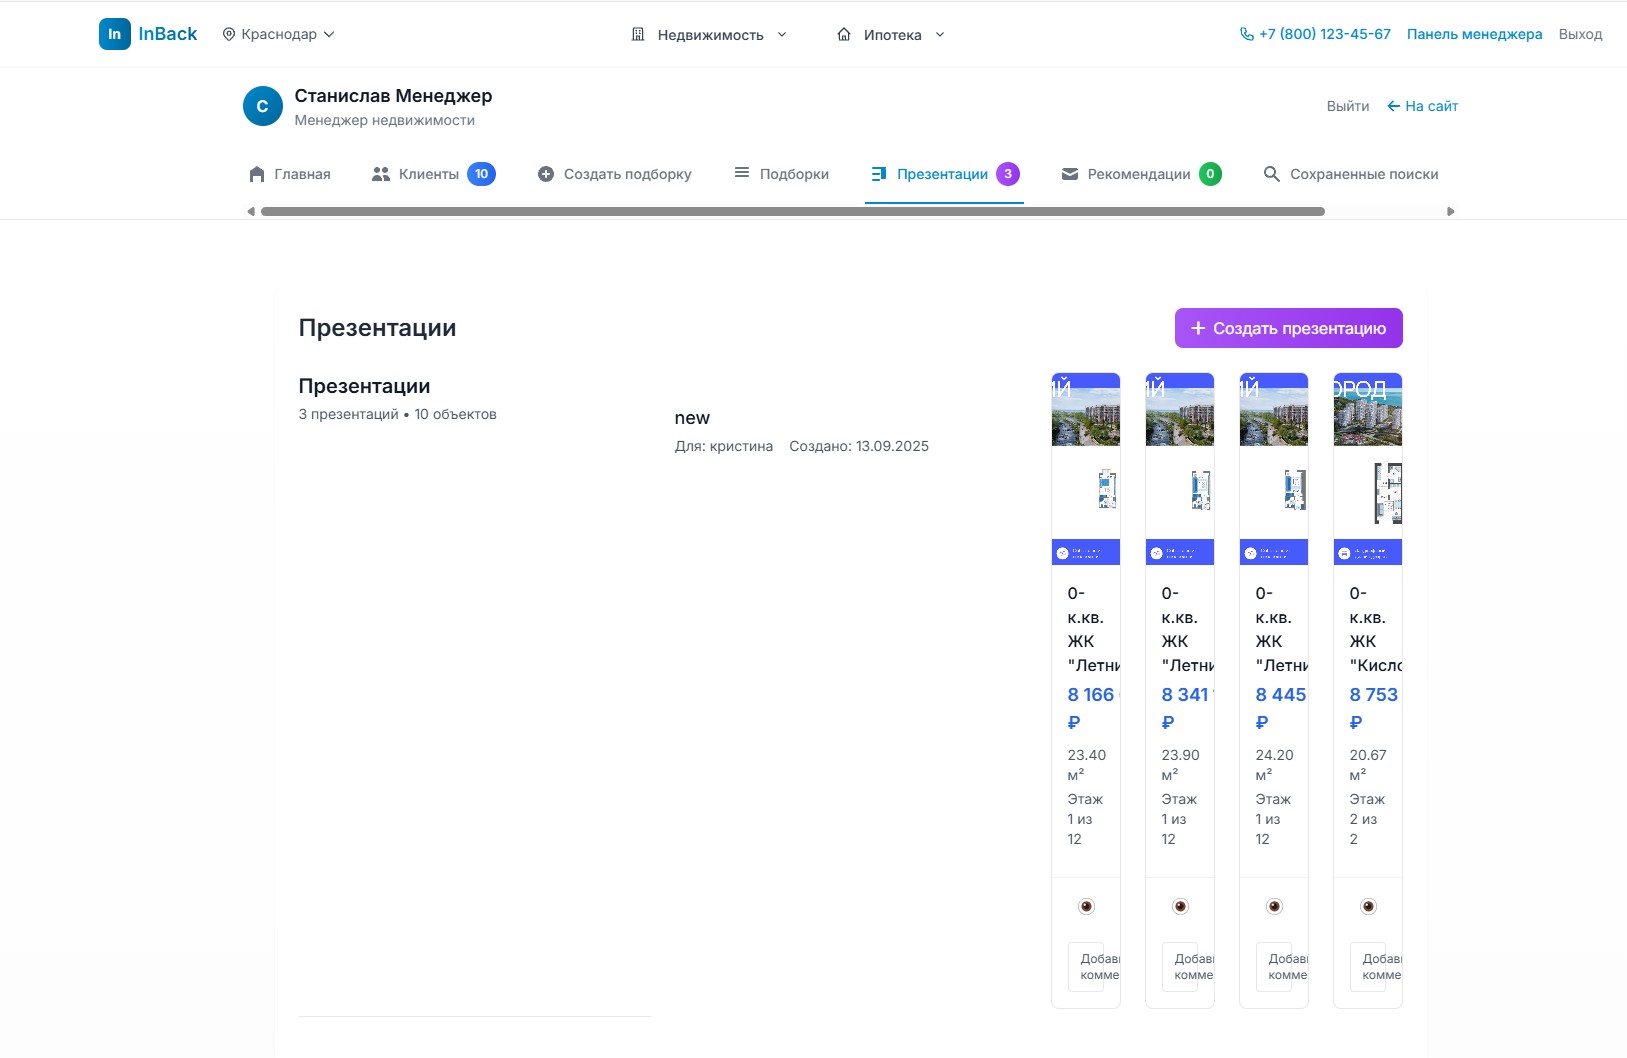 In InBack
Краснодар
Недвижимость
Ипотека
+7 (800) 123-45-67
Панель менеджера
Выход
С
Станислав Менеджер
Менеджер недвижимости
Выйти
← На сайт
Главная
Клиенты 10
Создать подборку
Подборки
Презентации 3
Рекомендации 0
Сохраненные поиски
Презентации
+ Создать презентацию
Презентации
3 презентаций • 10 объектов
new
Для: кристина Создано: 13.09.2025
ИЙ
0-
к.кв.
ЖК
"Летни
8 166
₽
23.40
м²
Этаж
1 из
12
Добави
комме
ИЙ
0-
к.кв.
ЖК
"Летни
8 341
₽
23.90
м²
Этаж
1 из
12
Добави
комме
ИЙ
0-
к.кв.
ЖК
"Летни
8 445
₽
24.20
м²
Этаж
1 из
12
Добави
комме
ОРОД
0-
к.кв.
ЖК
"Кисло
8 753
₽
20.67
м²
Этаж
2 из
2
Добави
комме